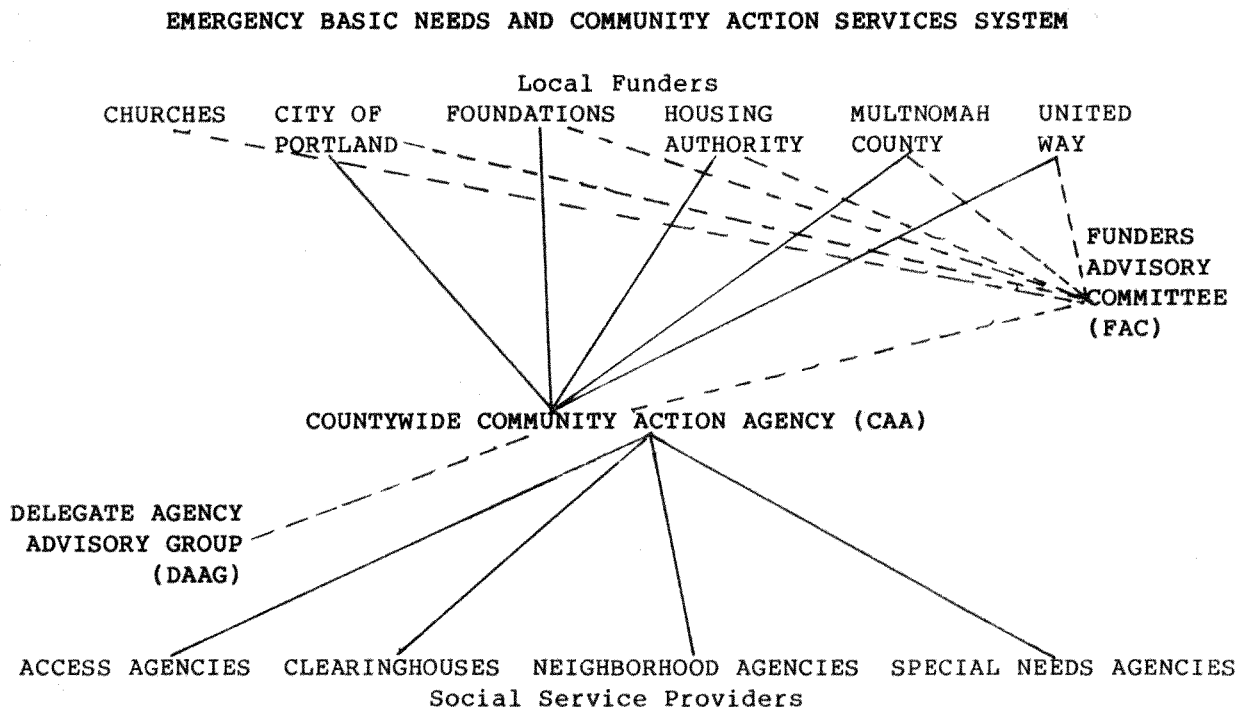 EMERGENCY BASIC NEEDS AND COMMUNITY ACTION SERVICES SYSTEM
Local Funders
CHURCHES CITY OF FOUNDATIONS HOUSING MULTNOMAH UNITED
PORTLAND AUTHORITY COUNTY WAY
FUNDERS
ADVISORY
COMMITTEE
(FAC)
COUNTYWIDE COMMUNITY ACTION AGENCY (CAA)
DELEGATE AGENCY
ADVISORY GROUP
(DAAG)
ACCESS AGENCIES CLEARINGHOUSES NEIGHBORHOOD AGENCIES SPECIAL NEEDS AGENCIES
Social Service Providers